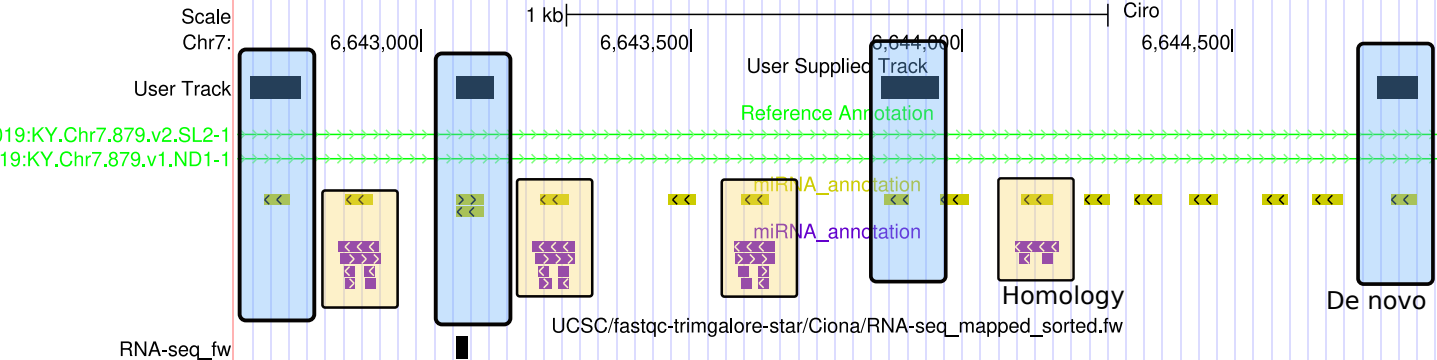 Scale 1 kb Ciro
Chr7: 6,643,000 6,643,500 6,644,000 6,644,500
User Supplied Track
User Track
Reference Annotation
019:KY.Chr7.879.v2.SL2-1
19:KY.Chr7.879.v1.ND1-1
miRNA_annotation
miRNA_annotation
Homology
De novo
UCSC/fastqc-trimgalore-star/Ciona/RNA-seq_mapped_sorted.fw
RNA-seq_fw